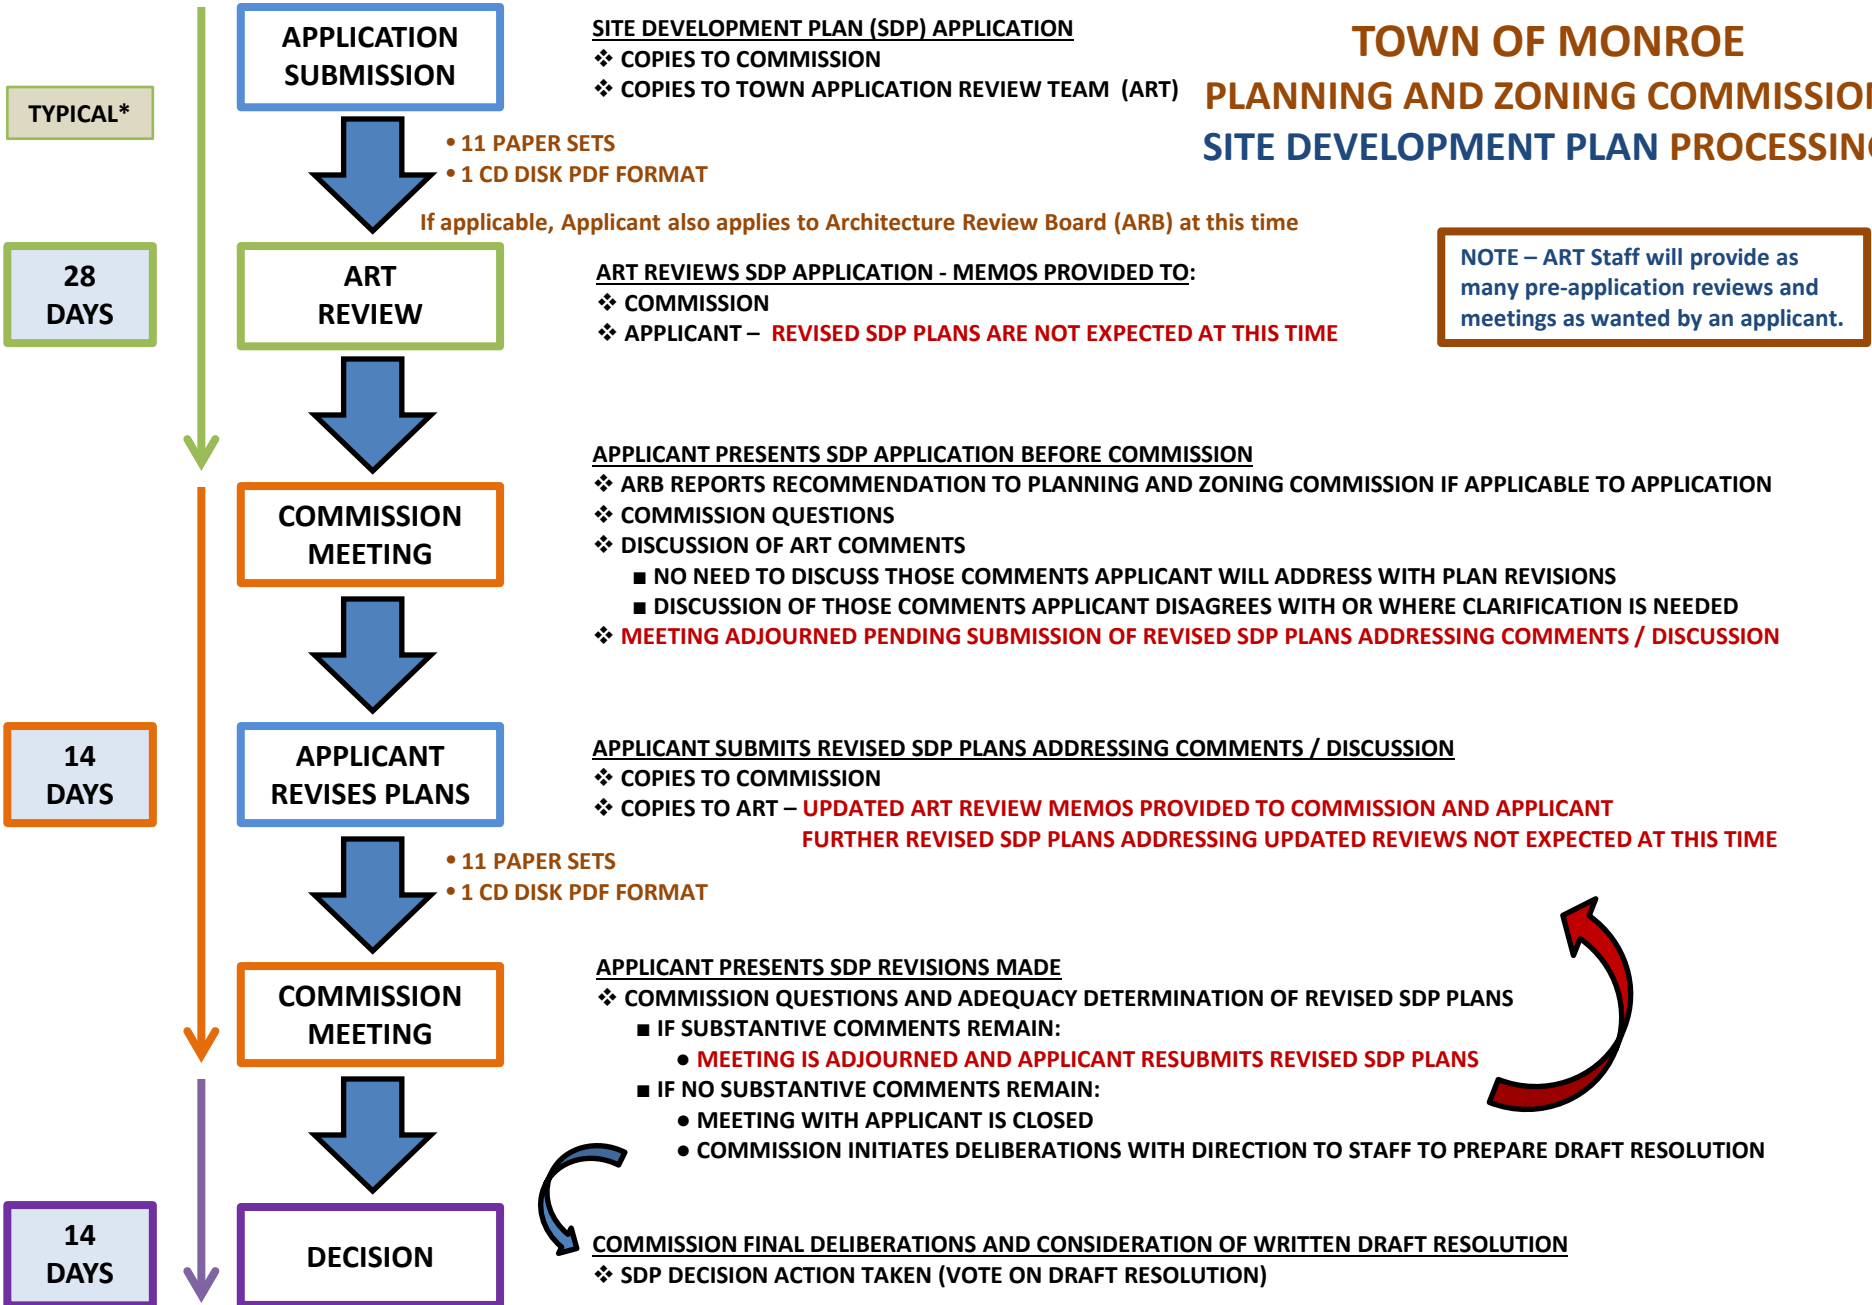 TOWN OF MONROE
PLANNING AND ZONING COMMISSION
SITE DEVELOPMENT PLAN PROCESSING
TYPICAL*
APPLICATION
SUBMISSION
SITE DEVELOPMENT PLAN (SDP) APPLICATION
❖ COPIES TO COMMISSION
❖ COPIES TO TOWN APPLICATION REVIEW TEAM (ART)
• 11 PAPER SETS
• 1 CD DISK PDF FORMAT
If applicable, Applicant also applies to Architecture Review Board (ARB) at this time
28
DAYS
ART
REVIEW
ART REVIEWS SDP APPLICATION - MEMOS PROVIDED TO:
❖ COMMISSION
❖ APPLICANT – REVISED SDP PLANS ARE NOT EXPECTED AT THIS TIME
NOTE – ART Staff will provide as
many pre-application reviews and
meetings as wanted by an applicant.
COMMISSION
MEETING
APPLICANT PRESENTS SDP APPLICATION BEFORE COMMISSION
❖ ARB REPORTS RECOMMENDATION TO PLANNING AND ZONING COMMISSION IF APPLICABLE TO APPLICATION
❖ COMMISSION QUESTIONS
❖ DISCUSSION OF ART COMMENTS
■ NO NEED TO DISCUSS THOSE COMMENTS APPLICANT WILL ADDRESS WITH PLAN REVISIONS
■ DISCUSSION OF THOSE COMMENTS APPLICANT DISAGREES WITH OR WHERE CLARIFICATION IS NEEDED
❖ MEETING ADJOURNED PENDING SUBMISSION OF REVISED SDP PLANS ADDRESSING COMMENTS / DISCUSSION
14
DAYS
APPLICANT
REVISES PLANS
APPLICANT SUBMITS REVISED SDP PLANS ADDRESSING COMMENTS / DISCUSSION
❖ COPIES TO COMMISSION
❖ COPIES TO ART – UPDATED ART REVIEW MEMOS PROVIDED TO COMMISSION AND APPLICANT
FURTHER REVISED SDP PLANS ADDRESSING UPDATED REVIEWS NOT EXPECTED AT THIS TIME
• 11 PAPER SETS
• 1 CD DISK PDF FORMAT
COMMISSION
MEETING
APPLICANT PRESENTS SDP REVISIONS MADE
❖ COMMISSION QUESTIONS AND ADEQUACY DETERMINATION OF REVISED SDP PLANS
■ IF SUBSTANTIVE COMMENTS REMAIN:
● MEETING IS ADJOURNED AND APPLICANT RESUBMITS REVISED SDP PLANS
■ IF NO SUBSTANTIVE COMMENTS REMAIN:
● MEETING WITH APPLICANT IS CLOSED
● COMMISSION INITIATES DELIBERATIONS WITH DIRECTION TO STAFF TO PREPARE DRAFT RESOLUTION
14
DAYS
DECISION
COMMISSION FINAL DELIBERATIONS AND CONSIDERATION OF WRITTEN DRAFT RESOLUTION
❖ SDP DECISION ACTION TAKEN (VOTE ON DRAFT RESOLUTION)